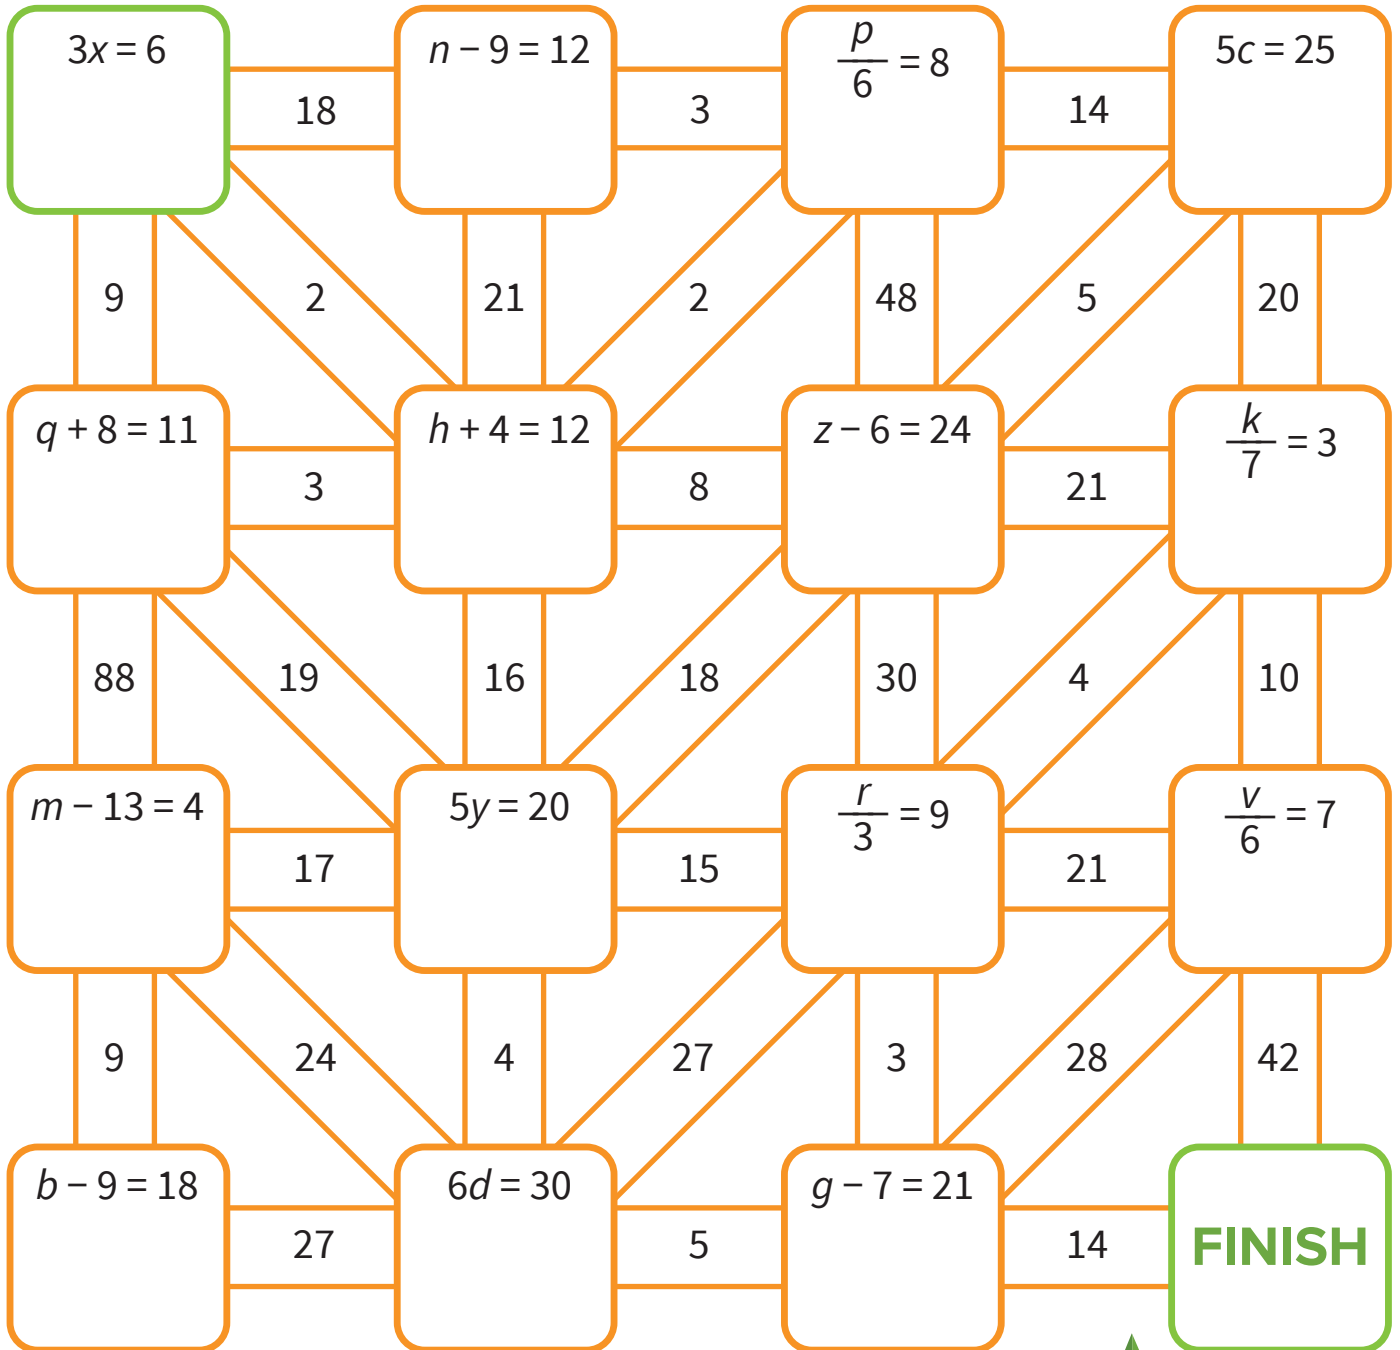 3x = 6
n − 9 = 12
p/6 = 8
5c = 25
18
3
14
9
2
21
2
48
5
20
q + 8 = 11
h + 4 = 12
z − 6 = 24
k/7 = 3
3
8
21
88
19
16
18
30
4
10
m − 13 = 4
5y = 20
r/3 = 9
v/6 = 7
17
15
21
9
24
4
27
3
28
42
b − 9 = 18
6d = 30
g − 7 = 21
FINISH
27
5
14